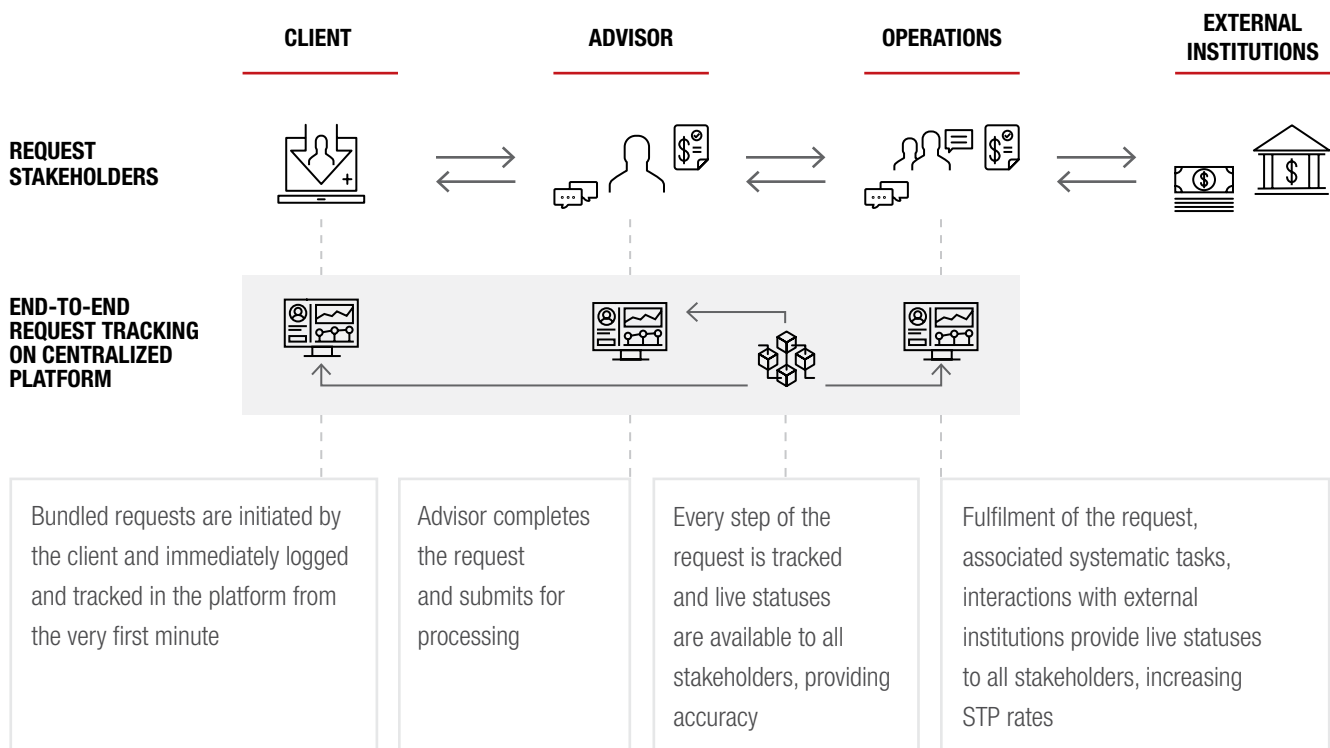 CLIENT
ADVISOR
OPERATIONS
EXTERNAL
INSTITUTIONS
REQUEST
STAKEHOLDERS
END-TO-END
REQUEST TRACKING
ON CENTRALIZED
PLATFORM
Bundled requests are initiated by
the client and immediately logged
and tracked in the platform from
the very first minute
Advisor completes
the request
and submits for
processing
Every step of the
request is tracked
and live statuses
are available to all
stakeholders, providing
accuracy
Fulfilment of the request,
associated systematic tasks,
interactions with external
institutions provide live statuses
to all stakeholders, increasing
STP rates